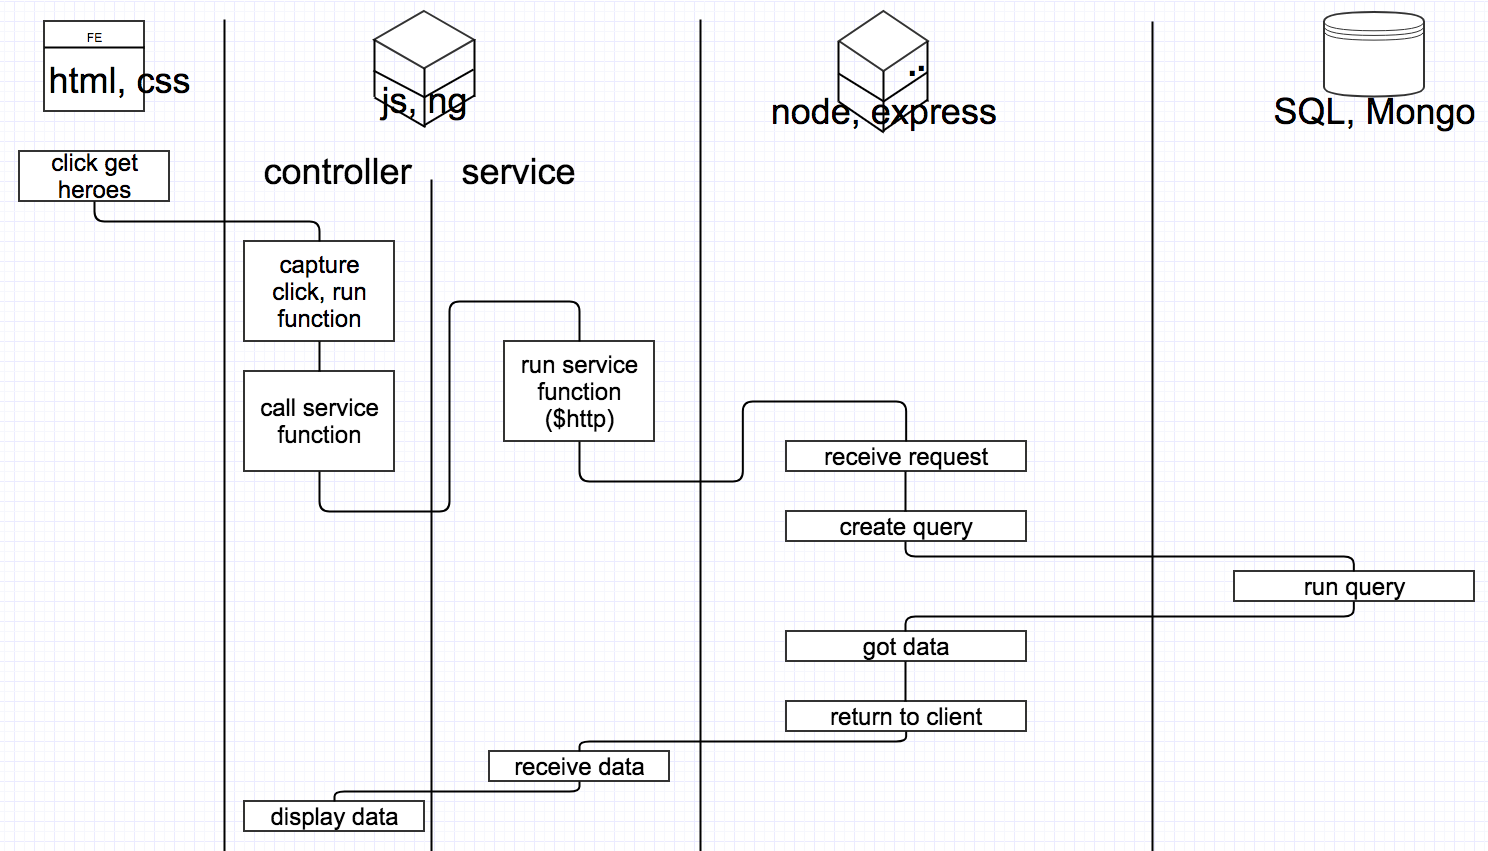 FE
html, css
js, ng
node, express
SQL, Mongo
controller
service
click get
heroes
capture
click, run
function
call service
function
run service
function
($http)
receive request
create query
run query
got data
return to client
receive data
display data